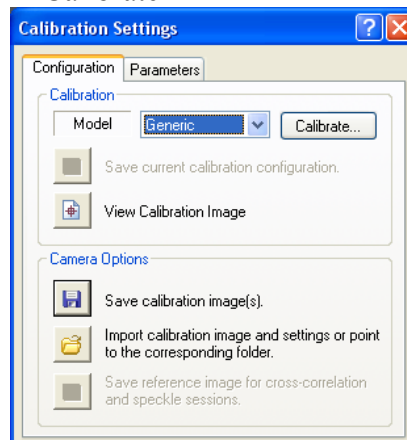 Calibration Settings
Configuration Parameters
Calibration
Model Generic Calibrate...
Save current calibration configuration.
View Calibration Image
Camera Options
Save calibration image(s).
Import calibration image and settings or point
to the corresponding folder.
Save reference image for cross-correlation
and speckle sessions.